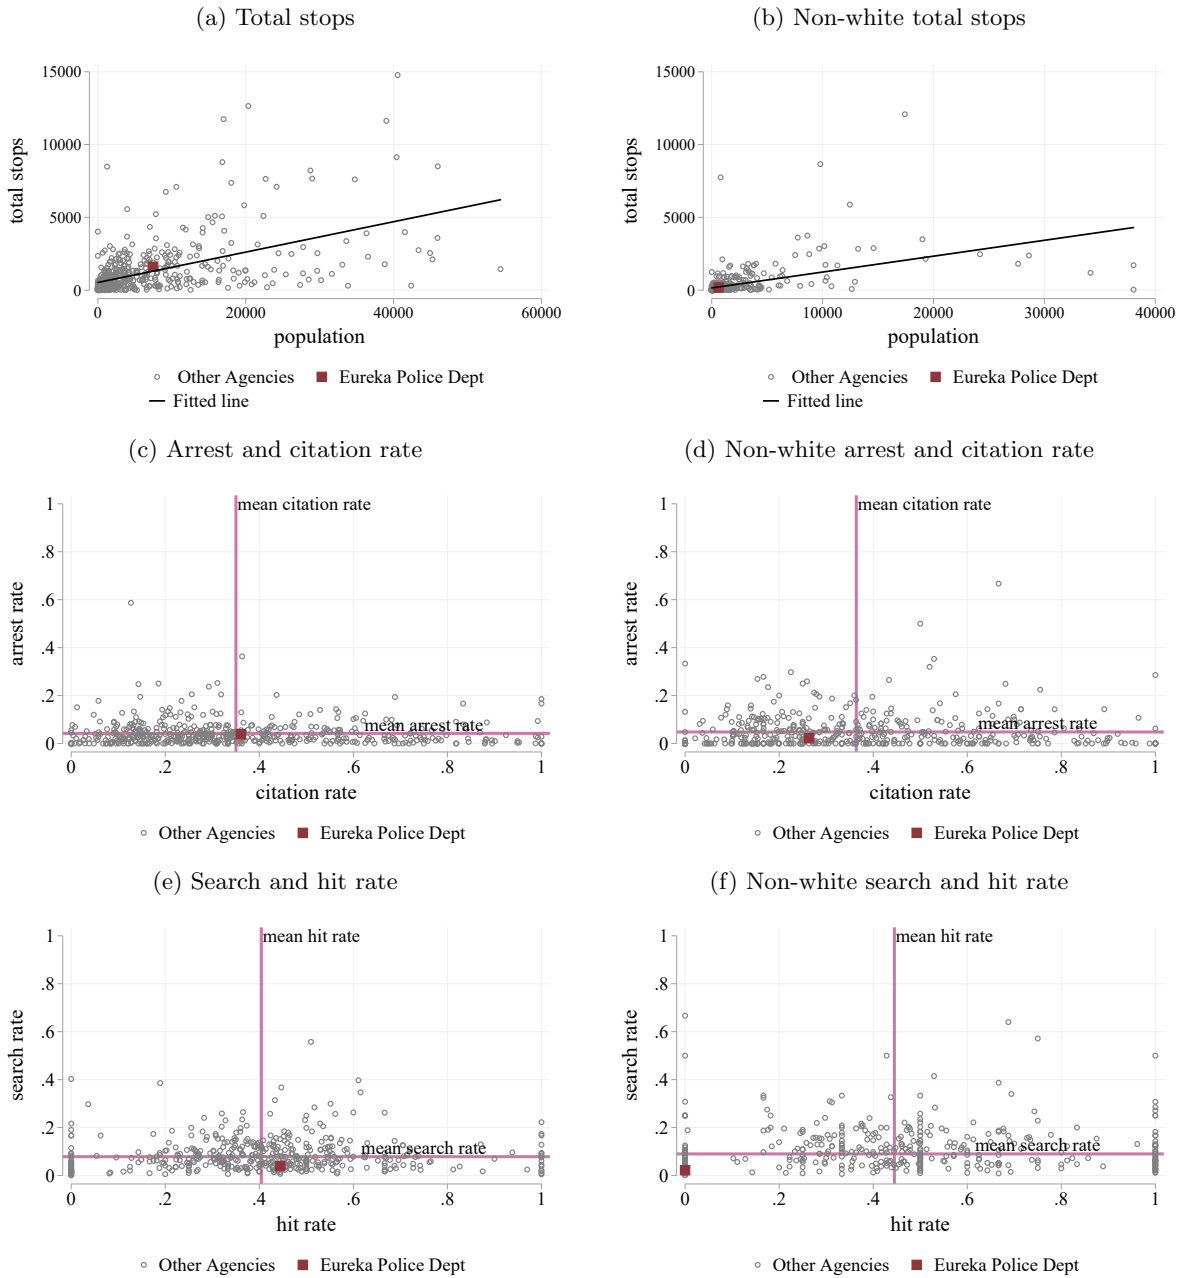 (a) Total stops
(b) Non-white total stops
15000
10000
5000
0
total stops
0 20000 40000 60000
population
Other Agencies Eureka Police Dept
Fitted line
15000
10000
5000
0
total stops
0 10000 20000 30000 40000
population
Other Agencies Eureka Police Dept
Fitted line
(c) Arrest and citation rate
(d) Non-white arrest and citation rate
1
.8
.6
.4
.2
0
arrest rate
mean citation rate
mean arrest rate
0 .2 .4 .6 .8 1
citation rate
Other Agencies Eureka Police Dept
1
.8
.6
.4
.2
0
arrest rate
mean citation rate
mean arrest rate
0 .2 .4 .6 .8 1
citation rate
Other Agencies Eureka Police Dept
(e) Search and hit rate
(f) Non-white search and hit rate
1
.8
.6
.4
.2
0
search rate
mean hit rate
mean search rate
0 .2 .4 .6 .8 1
hit rate
Other Agencies Eureka Police Dept
1
.8
.6
.4
.2
0
search rate
mean hit rate
mean search rate
0 .2 .4 .6 .8 1
hit rate
Other Agencies Eureka Police Dept